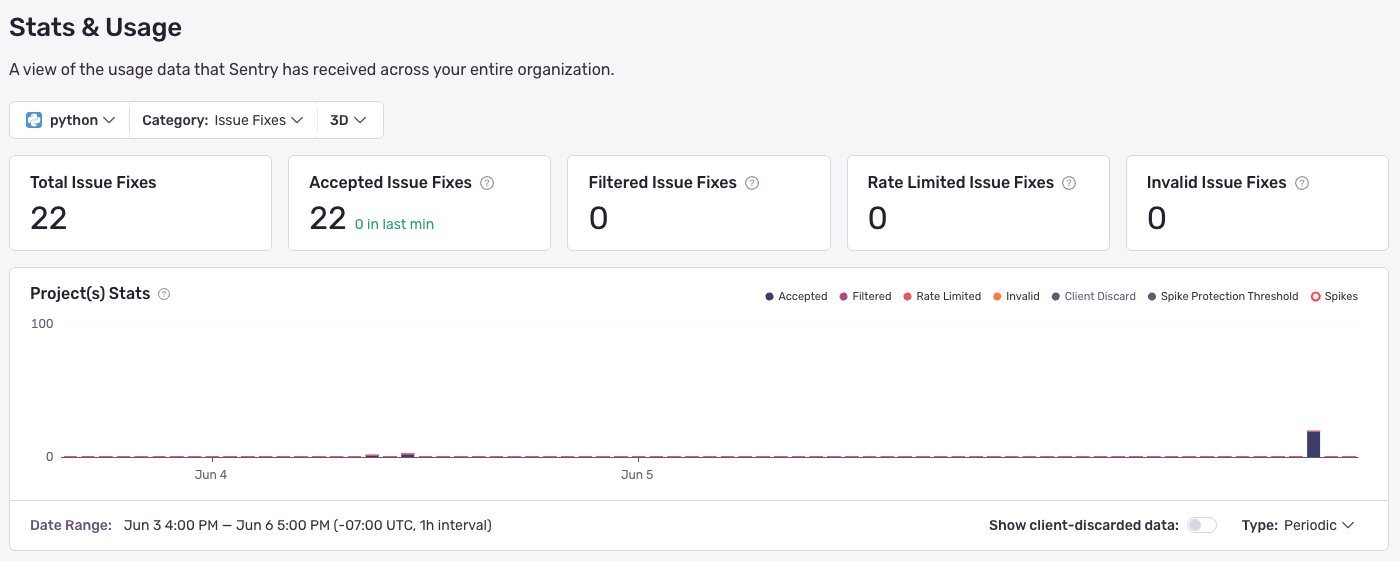 Stats & Usage
A view of the usage data that Sentry has received across your entire organization.
python Category: Issue Fixes 3D
Total Issue Fixes
22
Accepted Issue Fixes ?
22 0 in last min
Filtered Issue Fixes ?
0
Rate Limited Issue Fixes ?
0
Invalid Issue Fixes ?
0
Project(s) Stats ?
Accepted Filtered Rate Limited Invalid Client Discard Spike Protection Threshold Spikes
100
0
Jun 4 Jun 5
Date Range: Jun 3 4:00 PM — Jun 6 5:00 PM (-07:00 UTC, 1h interval) Show client-discarded data: Type: Periodic